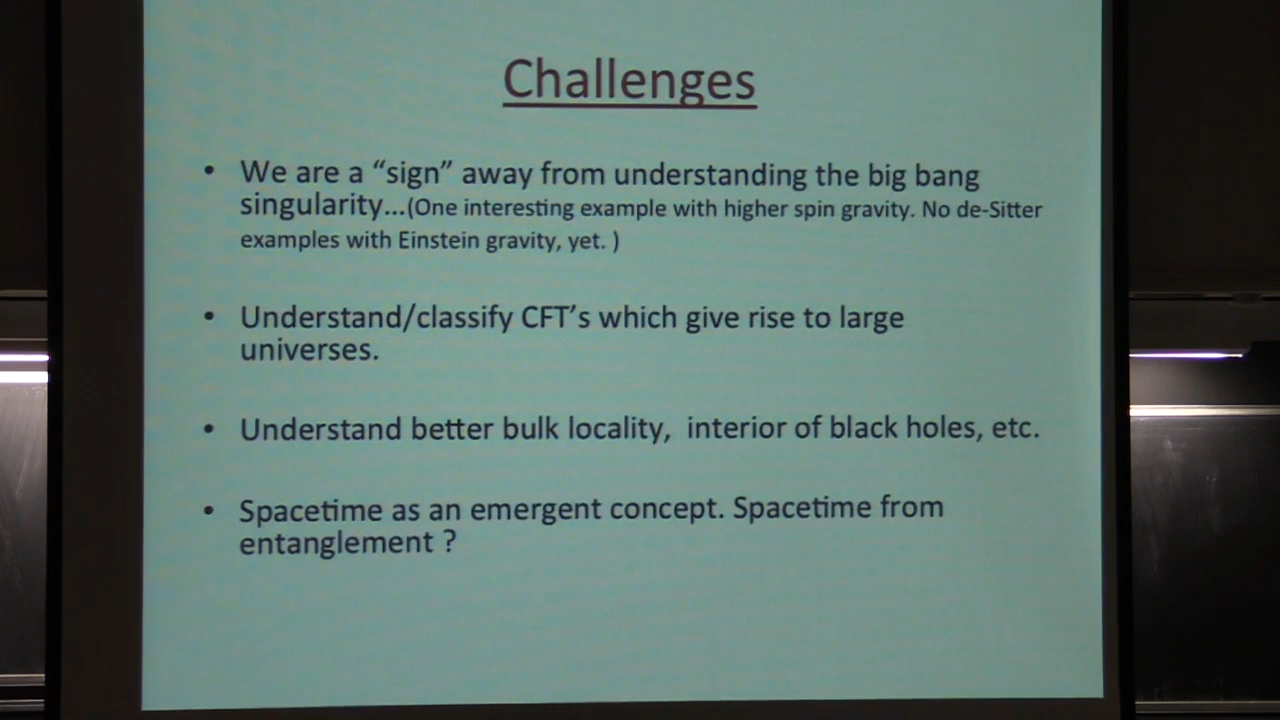 Challenges
• We are a “sign” away from understanding the big bang
singularity...(One interesting example with higher spin gravity. No de-Sitter
examples with Einstein gravity, yet. )
• Understand/classify CFT’s which give rise to large
universes.
• Understand better bulk locality, interior of black holes, etc.
• Spacetime as an emergent concept. Spacetime from
entanglement ?